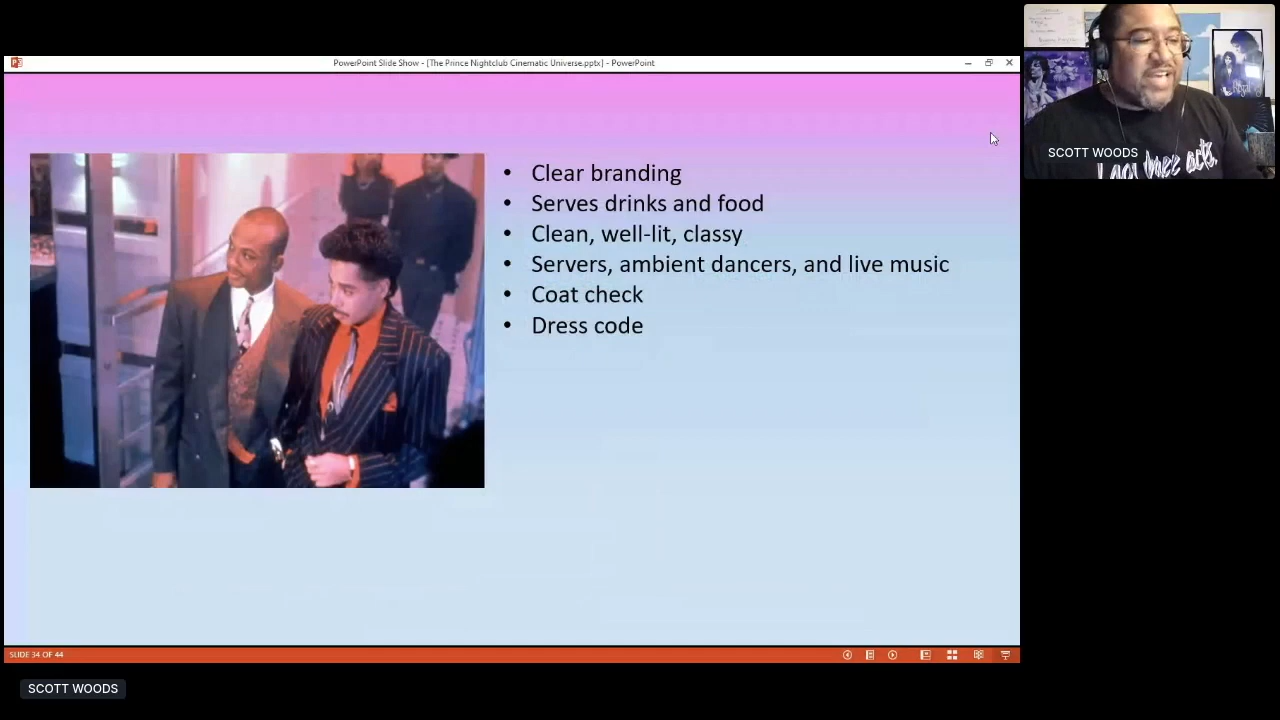 PowerPoint Slide Show - [The Prince Nightclub Cinematic Universe.pptx] - PowerPoint
SCOTT WOODS
• Clear branding
• Serves drinks and food
• Clean, well-lit, classy
• Servers, ambient dancers, and live music
• Coat check
• Dress code
SLIDE 34 OF 44
SCOTT WOODS